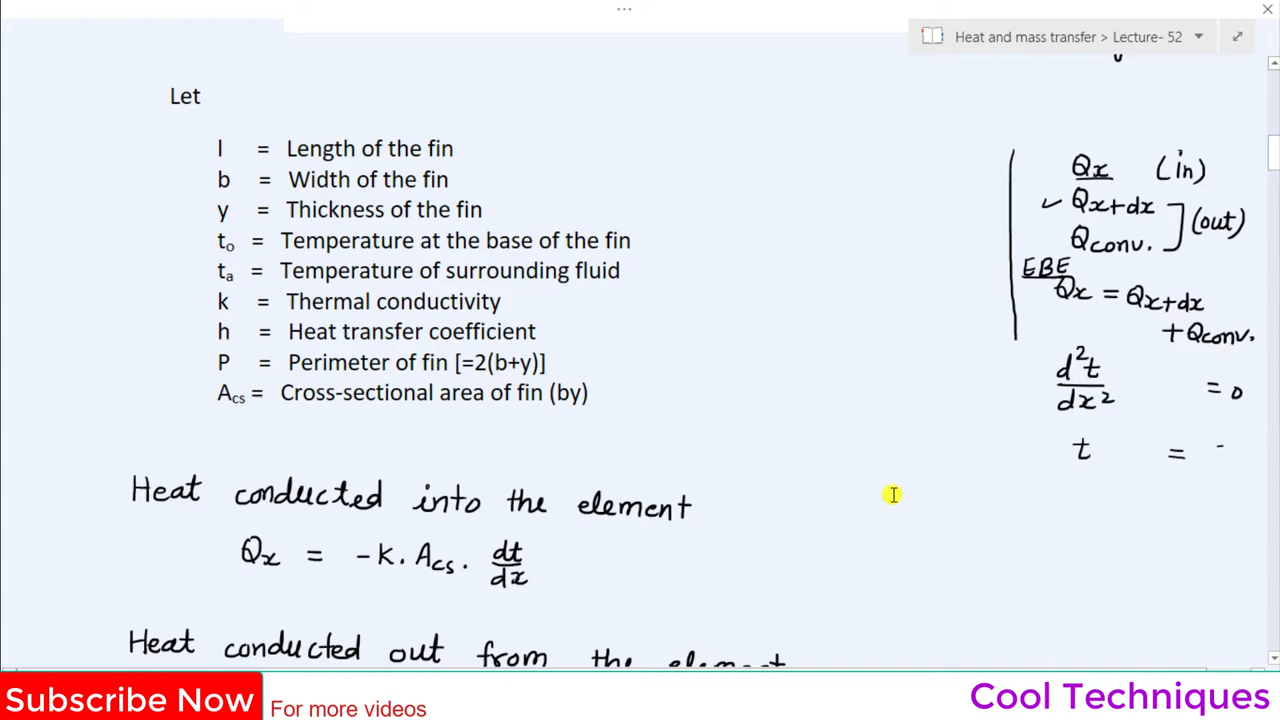 Heat and mass transfer > Lecture- 52
Let
l = Length of the fin
b = Width of the fin
y = Thickness of the fin
to = Temperature at the base of the fin
ta = Temperature of surrounding fluid
k = Thermal conductivity
h = Heat transfer coefficient
P = Perimeter of fin [=2(b+y)]
Acs = Cross-sectional area of fin (by)
Heat conducted into the element
Qx = -K. Acs. dt/dx
Heat conducted out from the element
Qx (in)
✓ Qx+dx
Qconv. ] (out)
EBE
Qx = Qx+dx
+ Qconv.
d²t/dx² = 0
t = -
Subscribe Now
For more videos
Cool Techniques